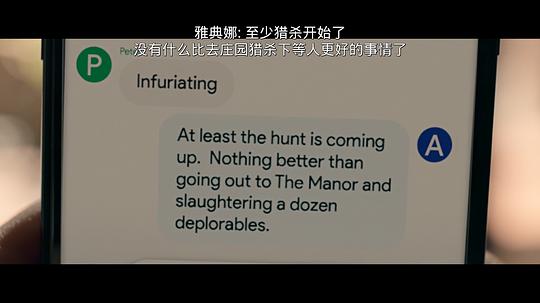 雅典娜: 至少猎杀开始了
没有什么比去庄园猎杀下等人更好的事情了
P
Infuriating
At least the hunt is coming
up. Nothing better than
going out to The Manor and
slaughtering a dozen
deplorables.
A